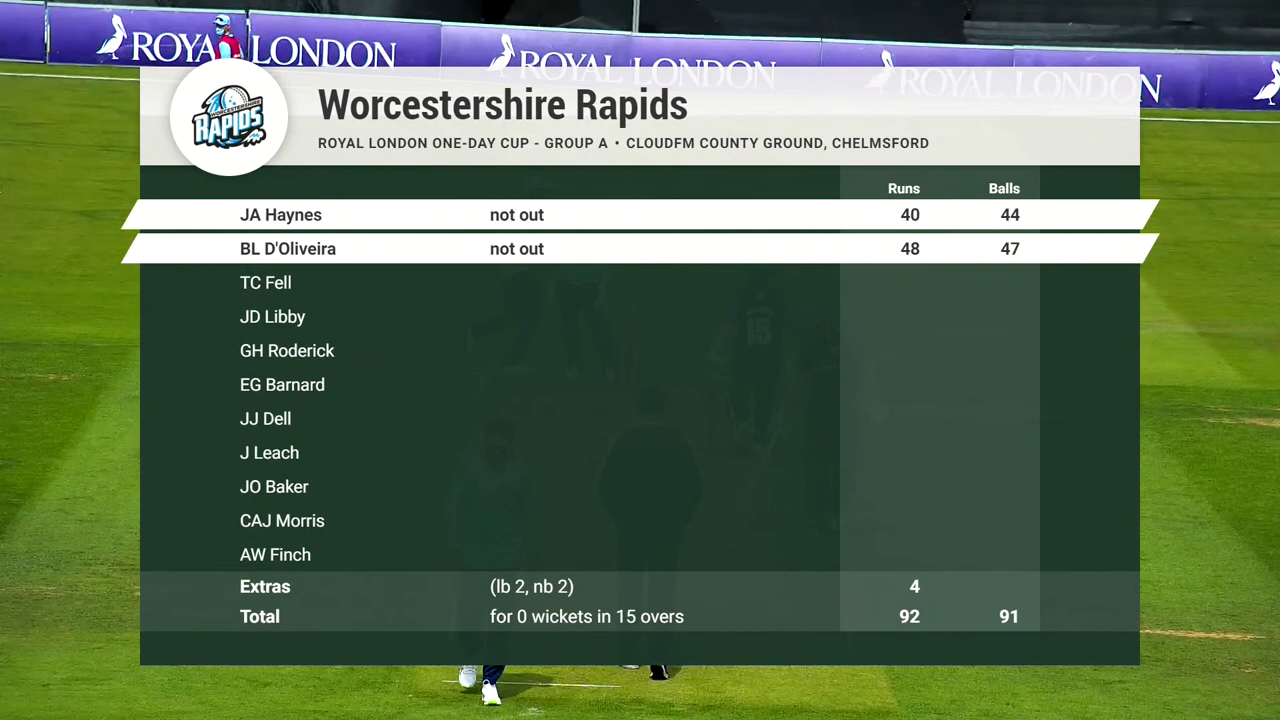 ROYAL LONDON ROYAL LONDON ROYAL LONDON
WORCESTERSHIRE
RAPIDS
Worcestershire Rapids
ROYAL LONDON ONE-DAY CUP - GROUP A • CLOUDFM COUNTY GROUND, CHELMSFORD
Runs Balls
JA Haynes not out 40 44
BL D'Oliveira not out 48 47
TC Fell
JD Libby
GH Roderick
EG Barnard
JJ Dell
J Leach
JO Baker
CAJ Morris
AW Finch
Extras (lb 2, nb 2) 4
Total for 0 wickets in 15 overs 92 91
15